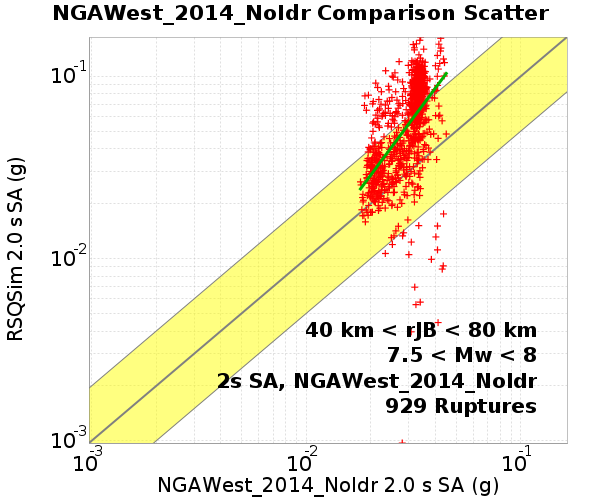 NGAWest_2014_NoIdr Comparison Scatter
RSQSim 2.0 s SA (g)
10-1
10-2
10-3
40 km < rJB < 80 km
7.5 < Mw < 8
2s SA, NGAWest_2014_NoIdr
929 Ruptures
10-3 10-2 10-1
NGAWest_2014_NoIdr 2.0 s SA (g)